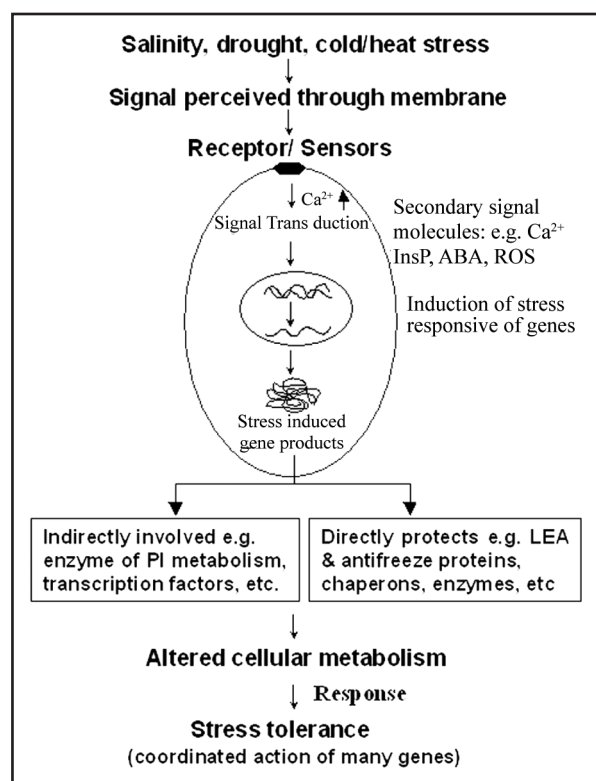 Salinity, drought, cold/heat stress
Signal perceived through membrane
Receptor/ Sensors
Ca²⁺
Signal Trans duction
Secondary signal
molecules: e.g. Ca²⁺
InsP, ABA, ROS
Induction of stress
responsive of genes
Stress induced
gene products
Indirectly involved e.g.
enzyme of PI metabolism,
transcription factors, etc.
Directly protects e.g. LEA
& antifreeze proteins,
chaperons, enzymes, etc
Altered cellular metabolism
Response
Stress tolerance
(coordinated action of many genes)